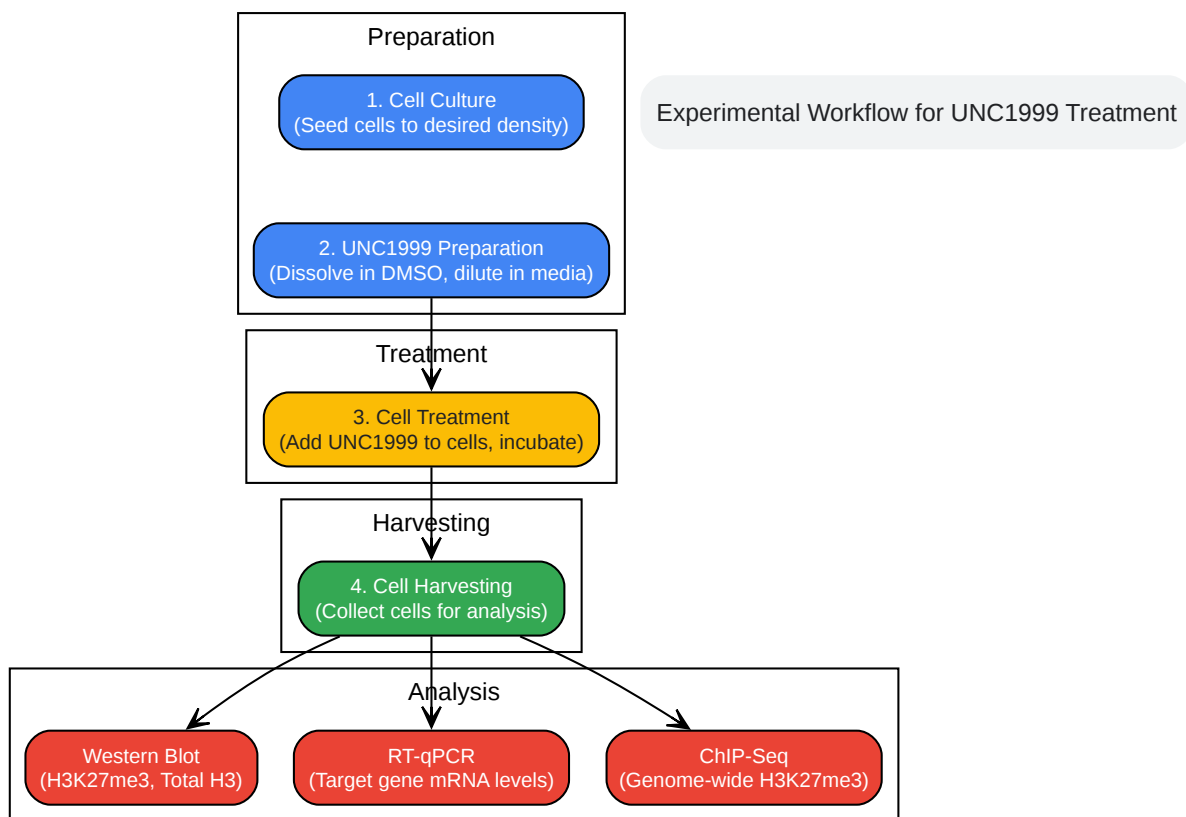 Preparation
1. Cell Culture
(Seed cells to desired density)
Experimental Workflow for UNC1999 Treatment
2. UNC1999 Preparation
(Dissolve in DMSO, dilute in media)
Treatment
3. Cell Treatment
(Add UNC1999 to cells, incubate)
Harvesting
4. Cell Harvesting
(Collect cells for analysis)
Analysis
Western Blot
(H3K27me3, Total H3)
RT-qPCR
(Target gene mRNA levels)
ChIP-Seq
(Genome-wide H3K27me3)